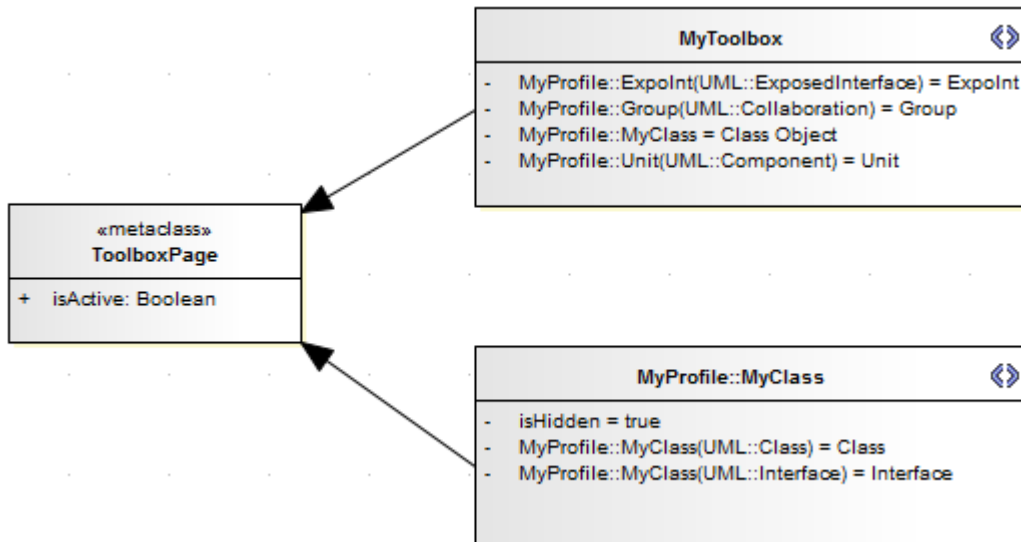 MyToolbox
- MyProfile::ExpoInt(UML::ExposedInterface) = ExpoInt
- MyProfile::Group(UML::Collaboration) = Group
- MyProfile::MyClass = Class Object
- MyProfile::Unit(UML::Component) = Unit
«metaclass»
ToolboxPage
+ isActive: Boolean
MyProfile::MyClass
- isHidden = true
- MyProfile::MyClass(UML::Class) = Class
- MyProfile::MyClass(UML::Interface) = Interface